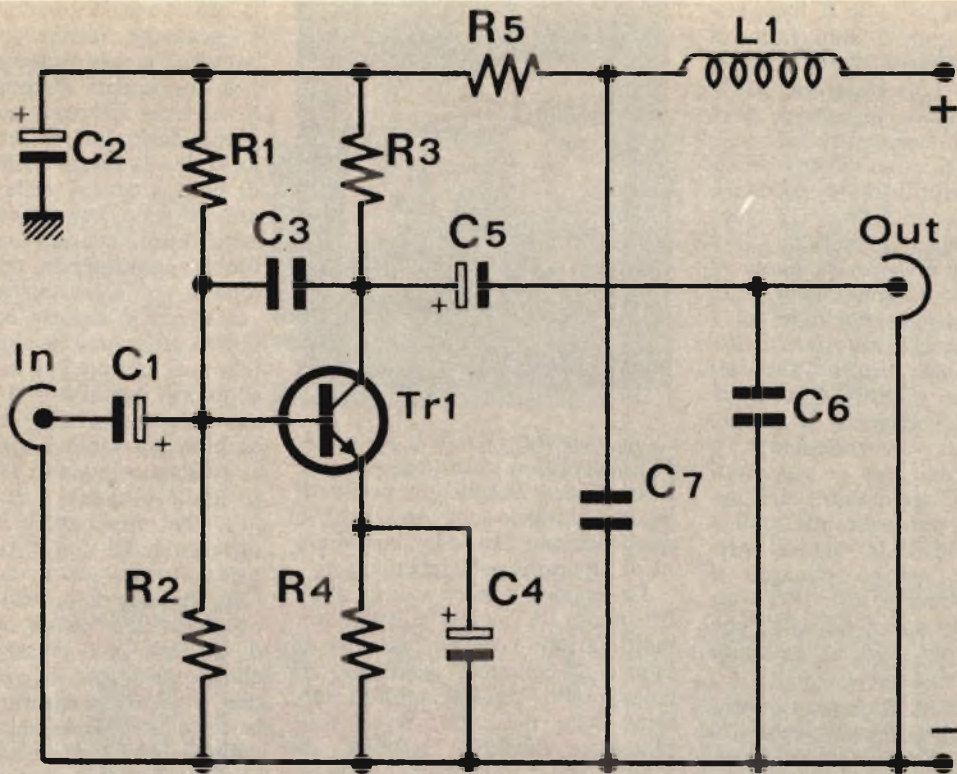 R5
L1
+
+
C2
R1
R3
C3
C5
+
Out
In
C1
+
Tr1
C6
C7
R2
R4
C4
+
−